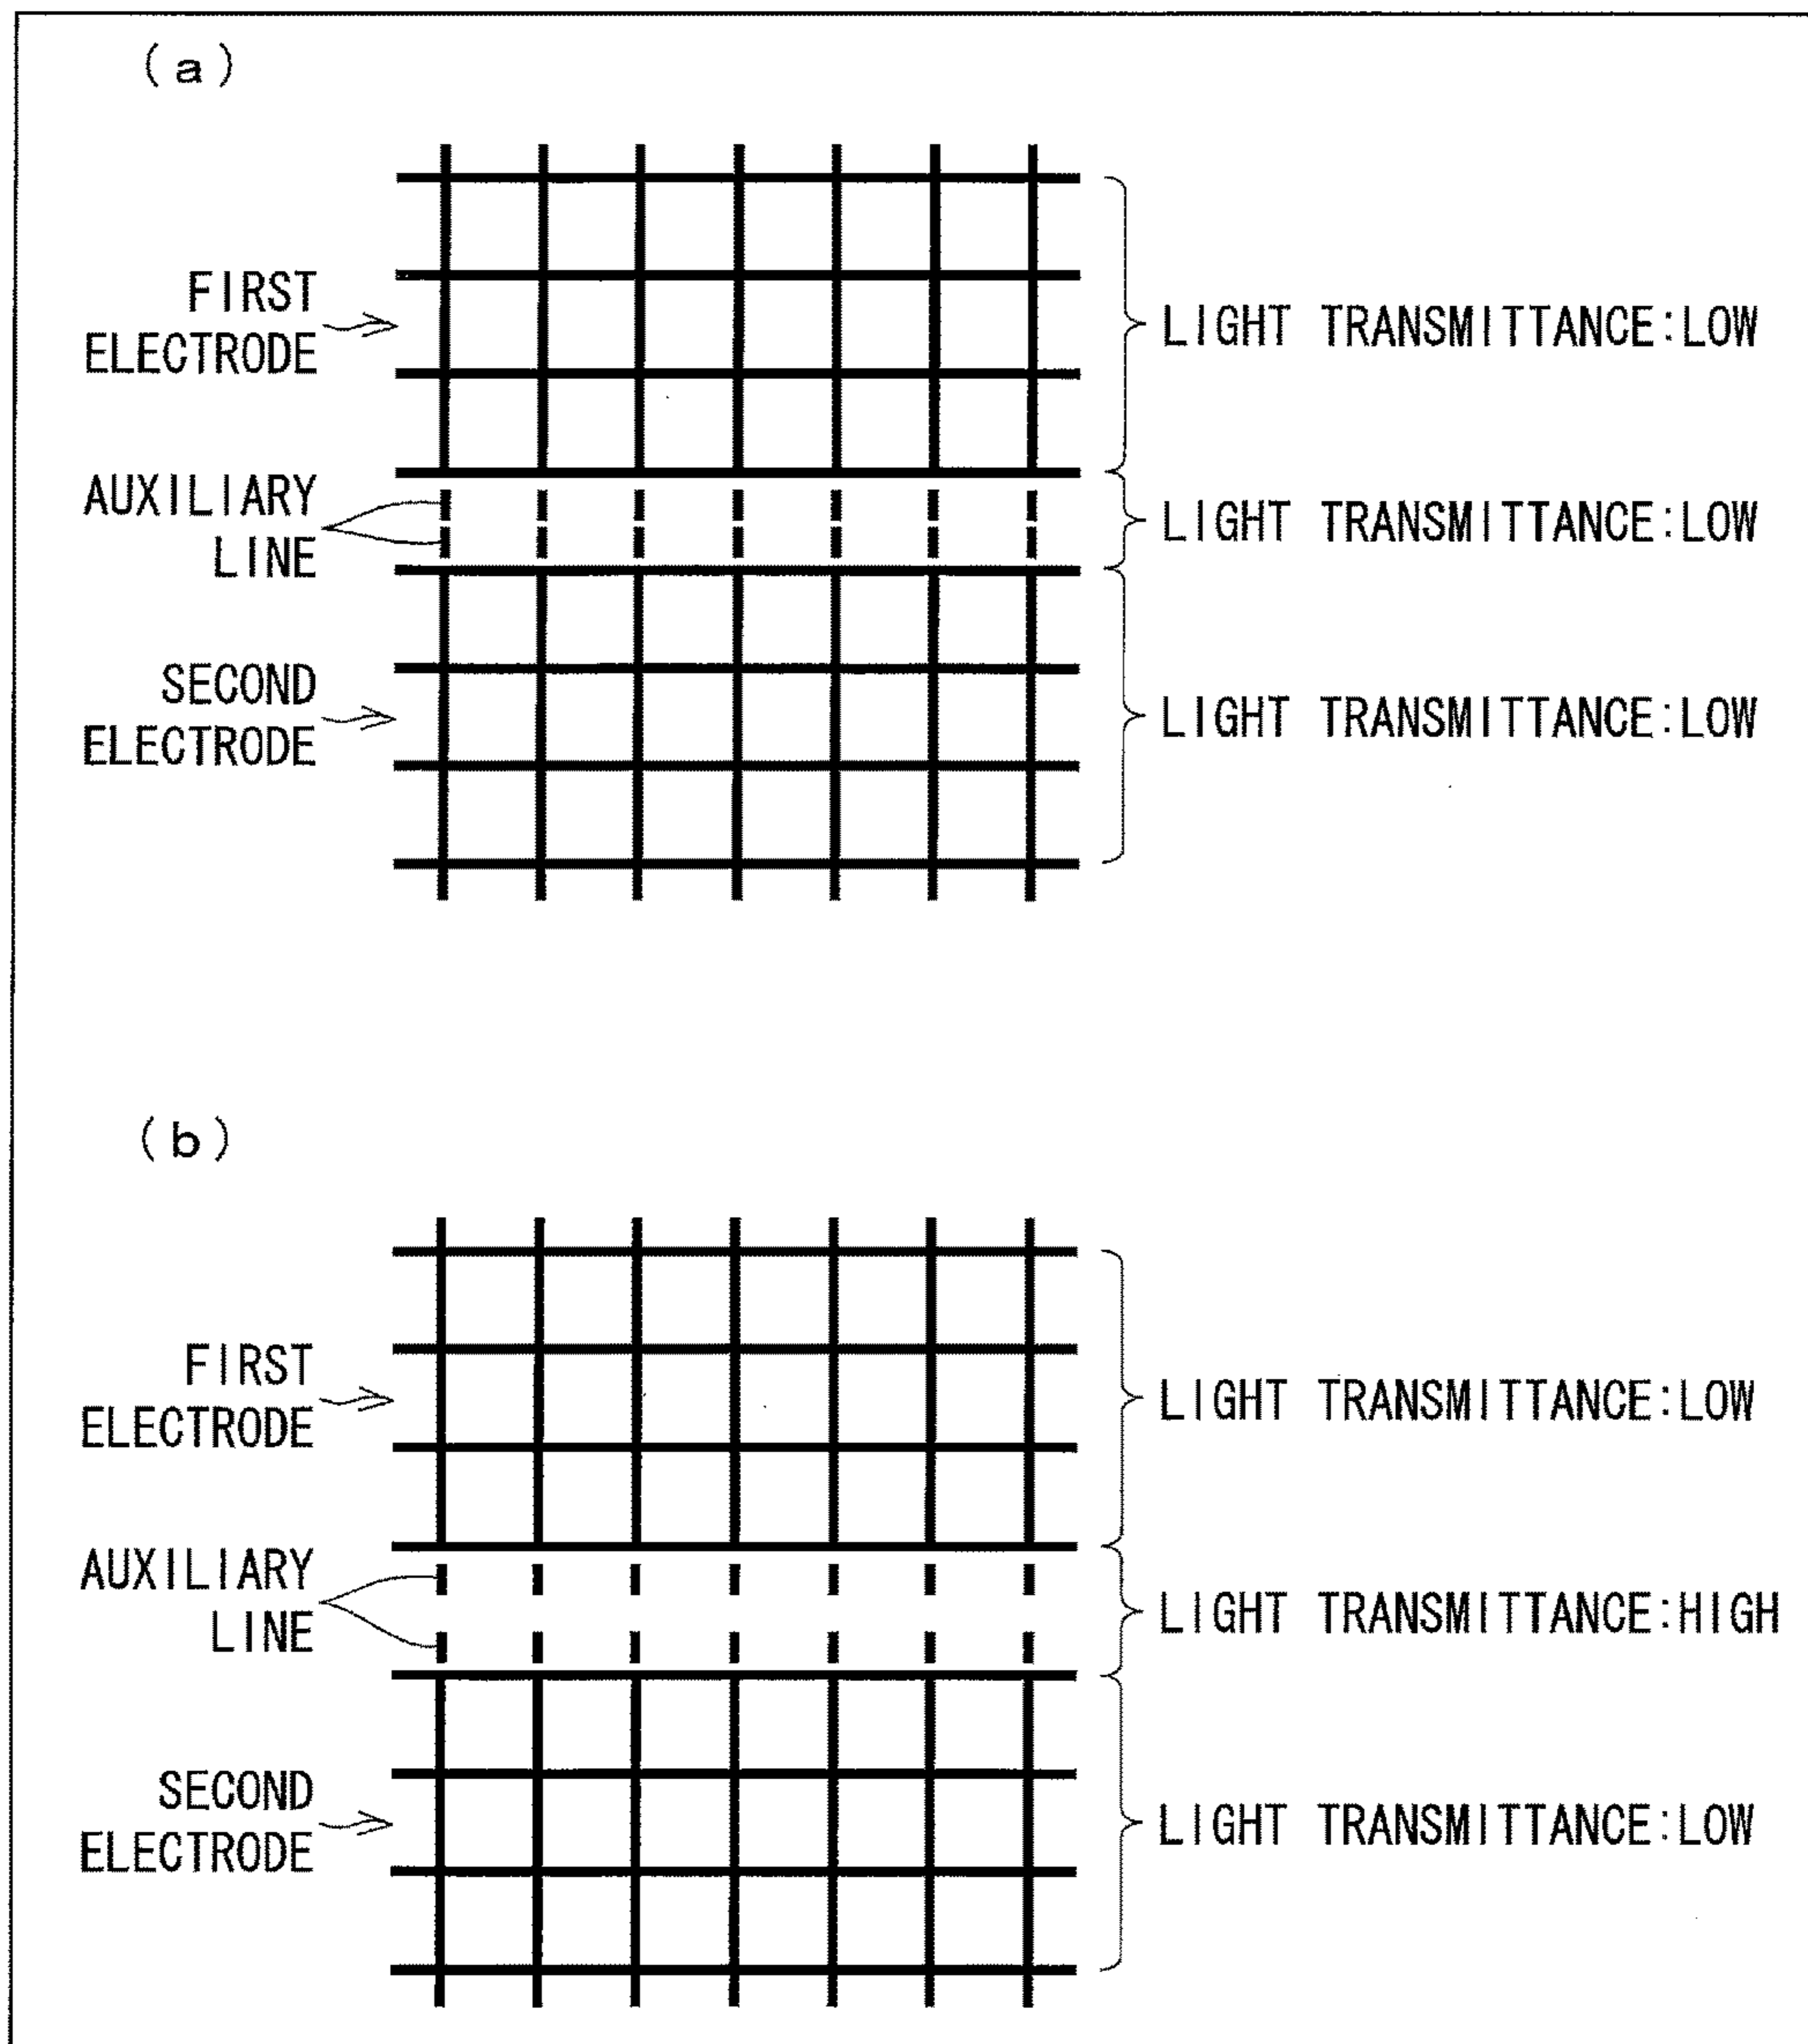 (a)
FIRST
ELECTRODE
LIGHT TRANSMITTANCE:LOW
AUXILIARY
LINE
LIGHT TRANSMITTANCE:LOW
SECOND
ELECTRODE
LIGHT TRANSMITTANCE:LOW
(b)
FIRST
ELECTRODE
LIGHT TRANSMITTANCE:LOW
AUXILIARY
LINE
LIGHT TRANSMITTANCE:HIGH
SECOND
ELECTRODE
LIGHT TRANSMITTANCE:LOW